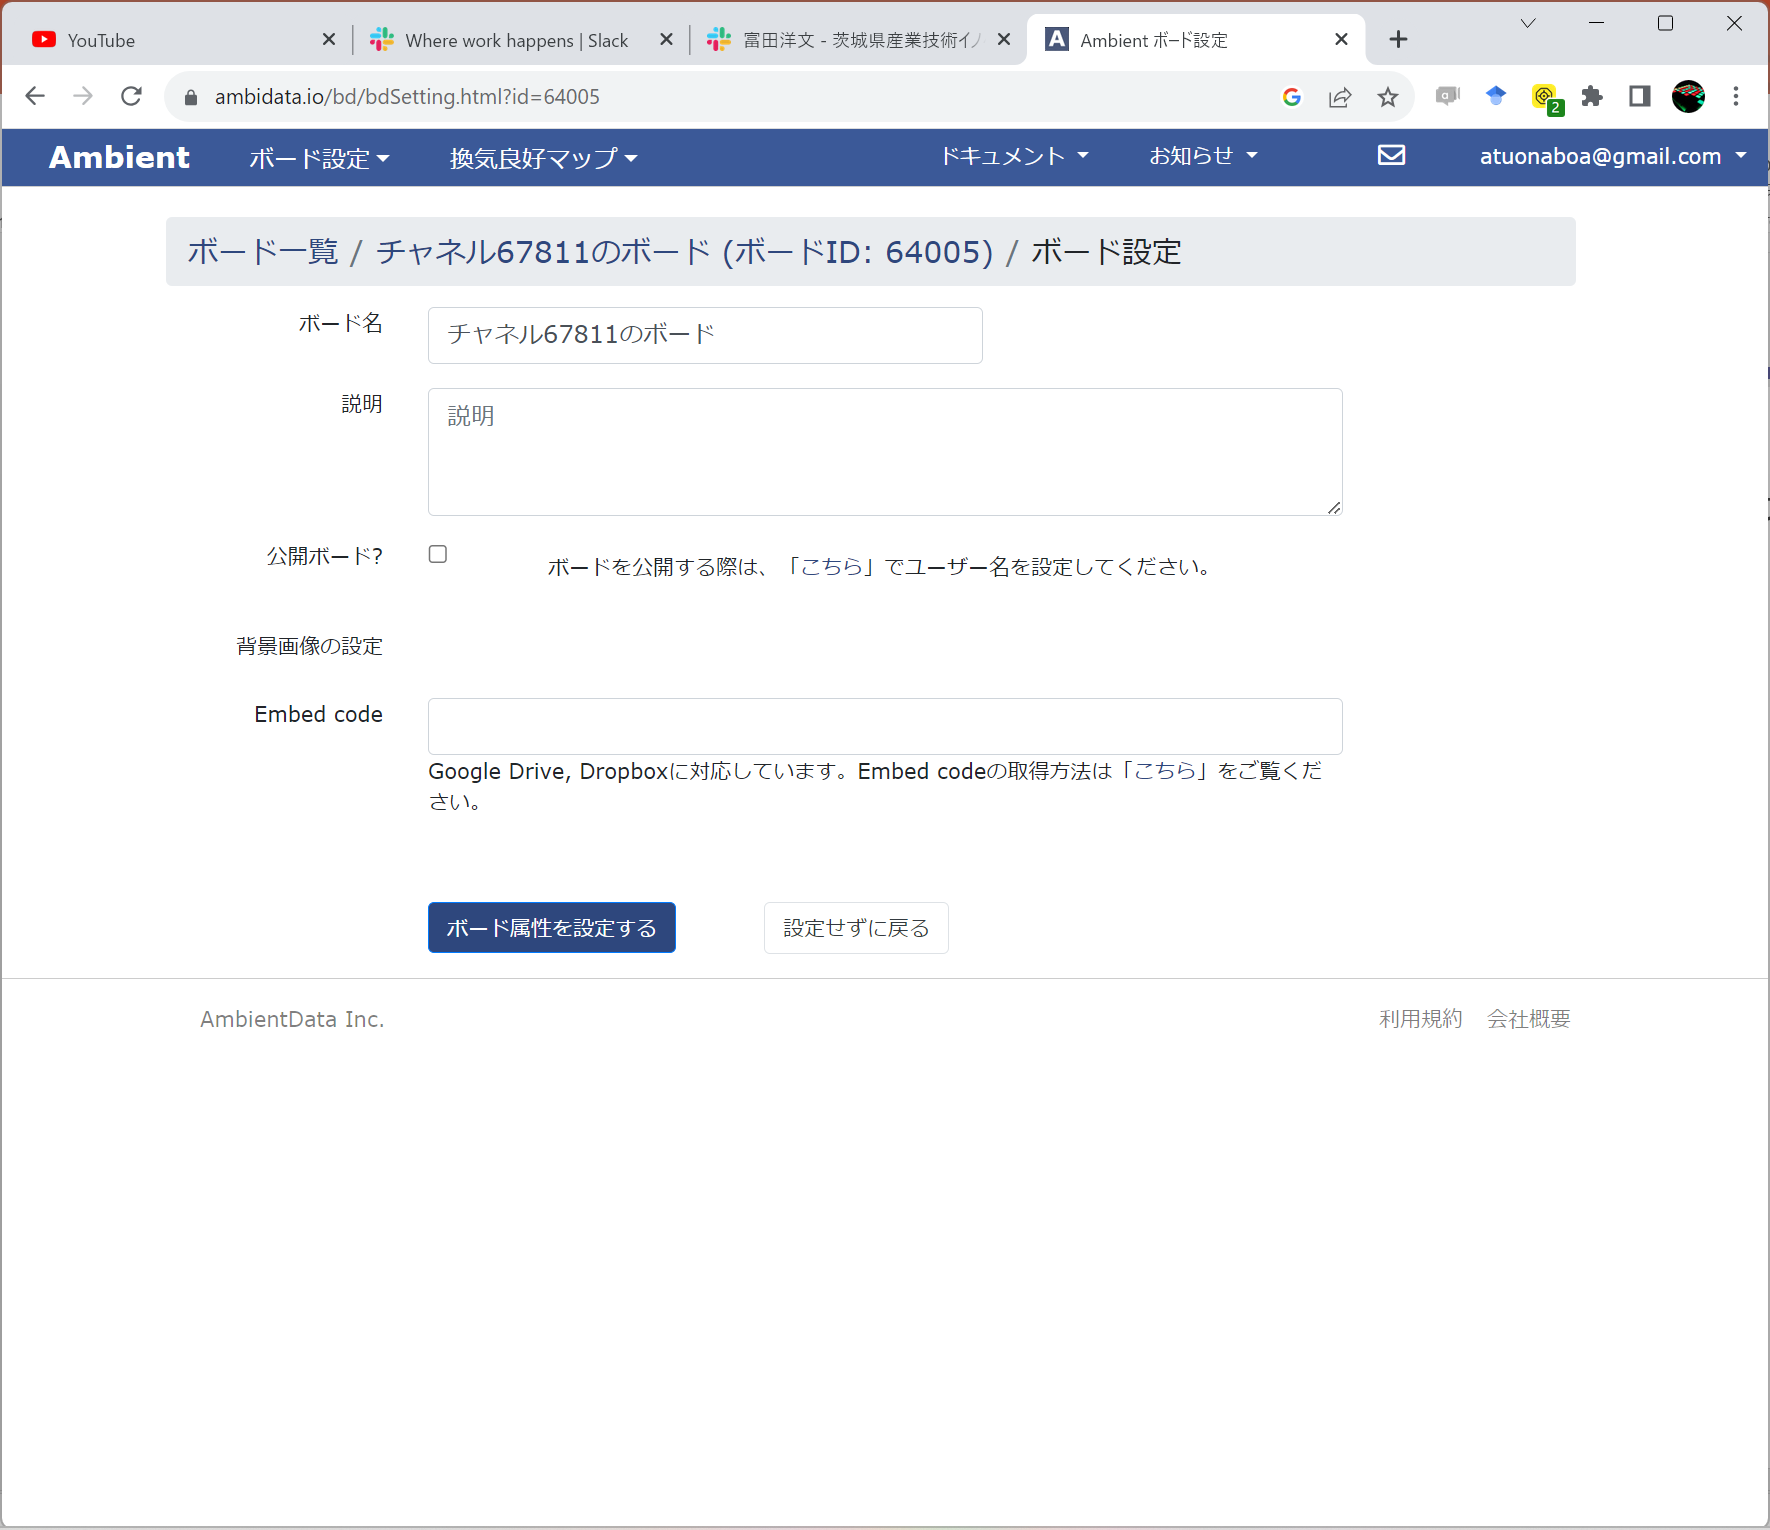 YouTube
Where work happens | Slack
富田洋文 - 茨城県産業技術イノ
Ambient ボード設定
ambidata.io/bd/bdSetting.html?id=64005
2
Ambient ボード設定 換気良好マップ ドキュメント お知らせ atuonaboa@gmail.com
ボード一覧 / チャネル67811のボード (ボードID: 64005) / ボード設定
ボード名
チャネル67811のボード
説明
説明
公開ボード?
ボードを公開する際は、「こちら」でユーザー名を設定してください。
背景画像の設定
Embed code
Google Drive, Dropboxに対応しています。Embed codeの取得方法は「こちら」をご覧くだ
さい。
ボード属性を設定する 設定せずに戻る
AmbientData Inc. 利用規約 会社概要